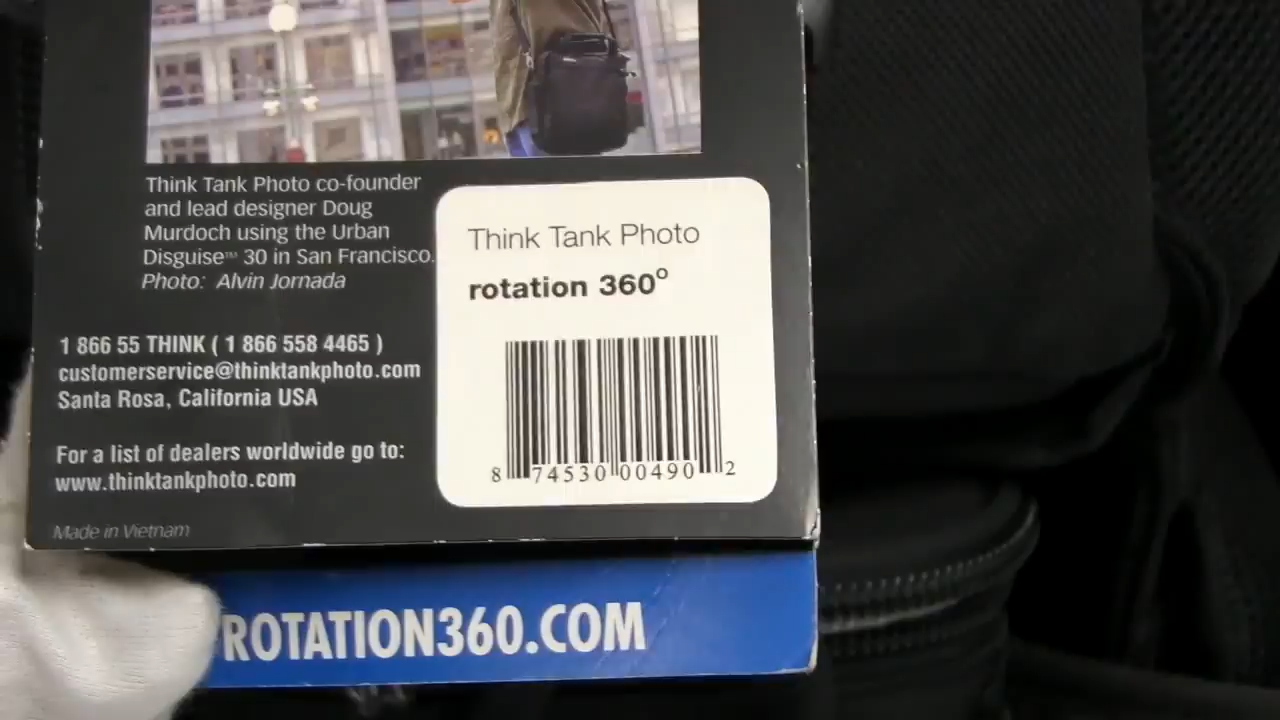 Think Tank Photo co-founder
and lead designer Doug
Murdoch using the Urban
Disguise™ 30 in San Francisco.
Photo: Alvin Jornada
1 866 55 THINK ( 1 866 558 4465 )
customerservice@thinktankphoto.com
Santa Rosa, California USA
For a list of dealers worldwide go to:
www.thinktankphoto.com
Made in Vietnam
Think Tank Photo
rotation 360°
8 74530 00490 2
ROTATION360.COM